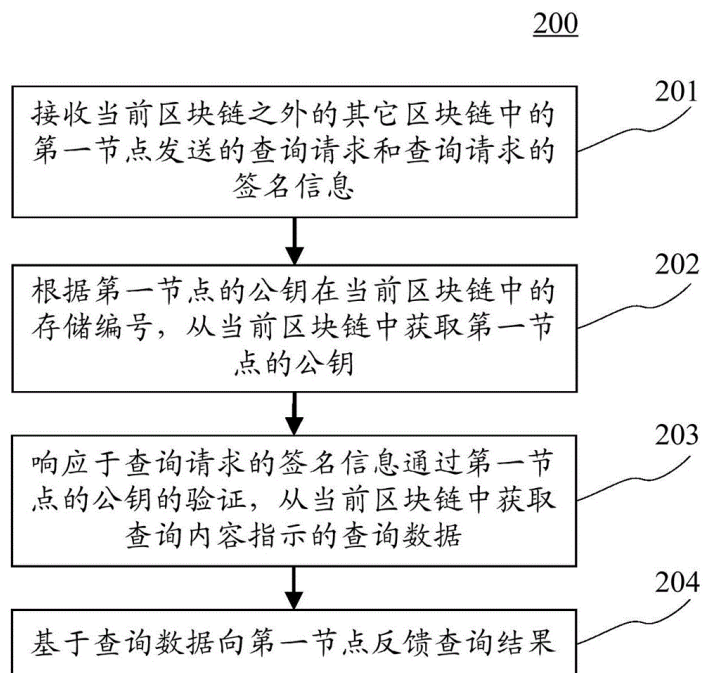 200
接收当前区块链之外的其它区块链中的
第一节点发送的查询请求和查询请求的
签名信息
201
根据第一节点的公钥在当前区块链中的
存储编号，从当前区块链中获取第一节
点的公钥
202
响应于查询请求的签名信息通过第一节
点的公钥的验证，从当前区块链中获取
查询内容指示的查询数据
203
基于查询数据向第一节点反馈查询结果
204